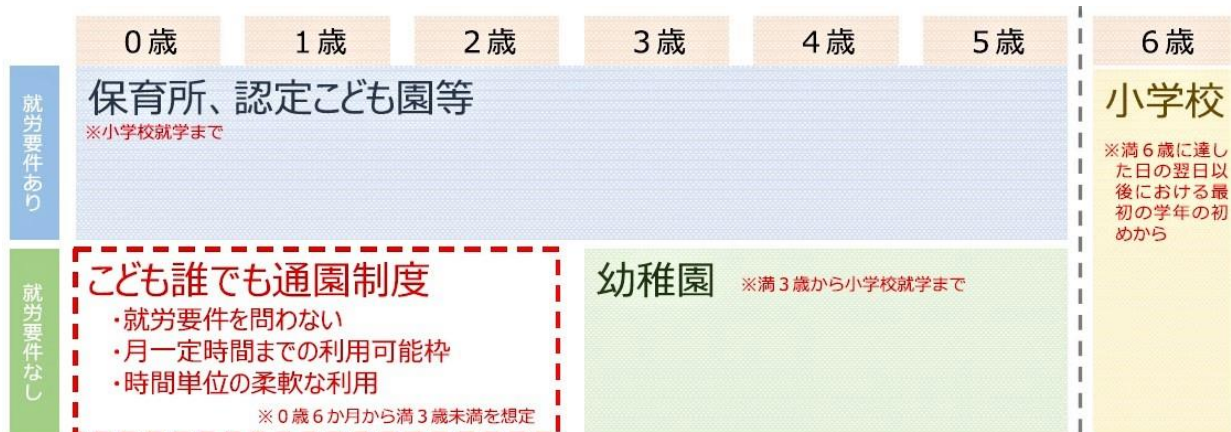 0歳
1歳
2歳
3歳
4歳
5歳
6歳
就労要件あり
保育所、認定こども園等
※小学校就学まで
小学校
※満6歳に達し
た日の翌日以
後における最
初の学年の初
めから
就労要件なし
こども誰でも通園制度
・就労要件を問わない
・月一定時間までの利用可能枠
・時間単位の柔軟な利用
※0歳6か月から満3歳未満を想定
幼稚園
※満3歳から小学校就学まで